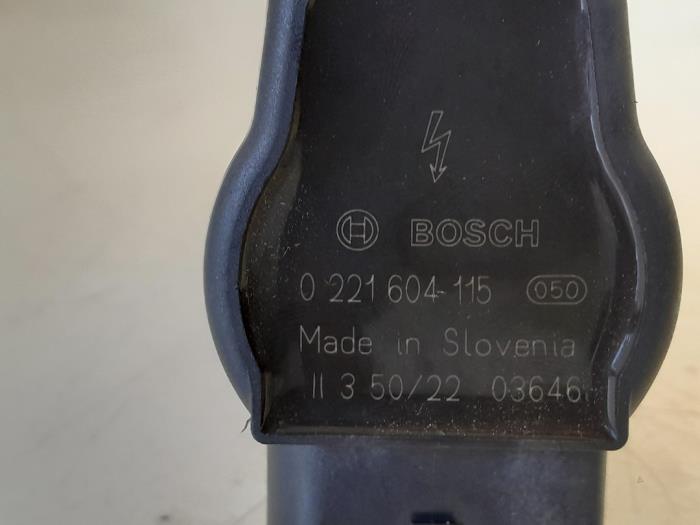 BOSCH
0 221 604-115 050
Made in Slovenia
II 3 50/22 03646